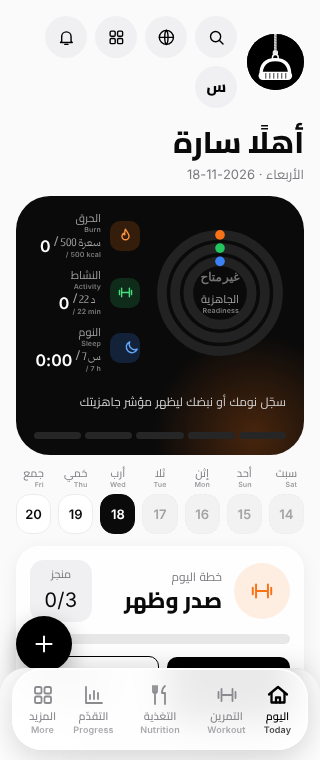 س
أهلًا سارة
الأربعاء · 2026-11-18
غير متاح
الجاهزية
Readiness
الحرق
Burn
0 / 500 سعرة
/ 500 kcal
النشاط
Activity
0 / 22 د
/ 22 min
النوم
Sleep
0:00 / 7 س
/ 7 h
سجّل نومك أو نبضك ليظهر مؤشر جاهزيتك
سبت أحد إثن ثلا أرب خمي جمع
Sat Sun Mon Tue Wed Thu Fri
14 15 16 17 18 19 20
خطة اليوم
صدر وظهر
منجز
0/3
اليوم التمرين التغذية التقدّم المزيد
Today Workout Nutrition Progress More